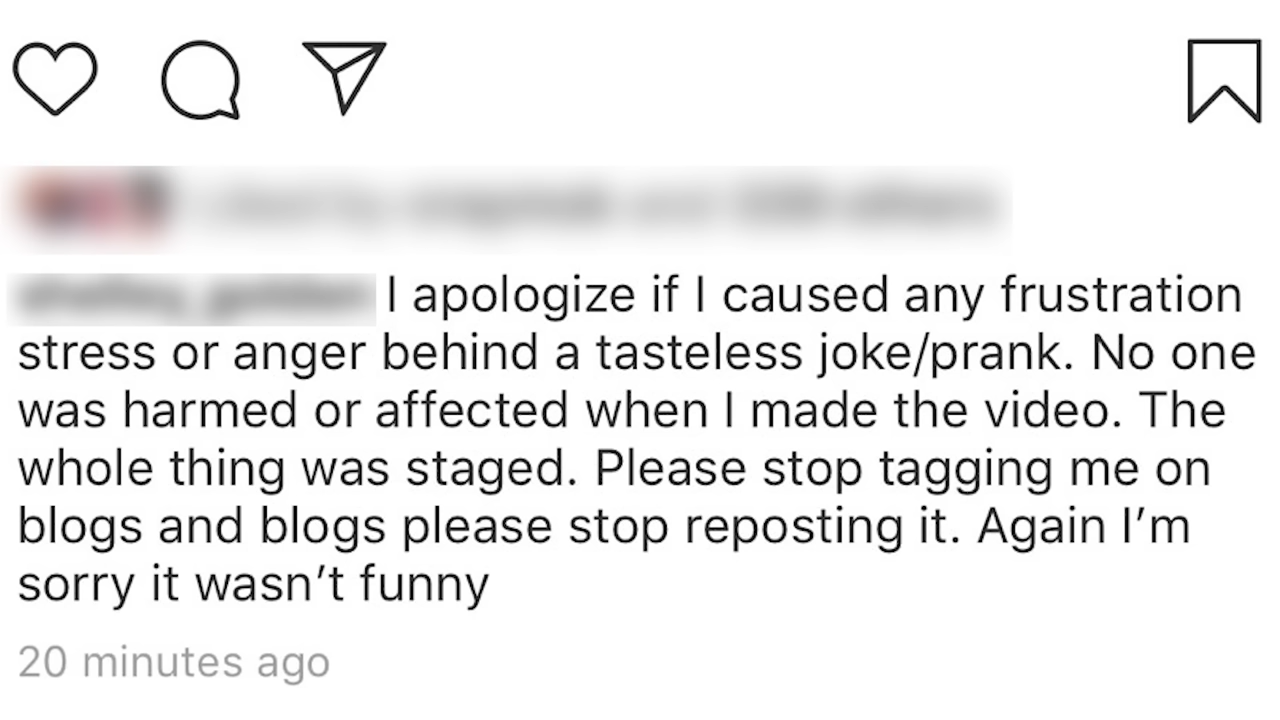 I apologize if I caused any frustration
stress or anger behind a tasteless joke/prank. No one
was harmed or affected when I made the video. The
whole thing was staged. Please stop tagging me on
blogs and blogs please stop reposting it. Again I’m
sorry it wasn’t funny
20 minutes ago